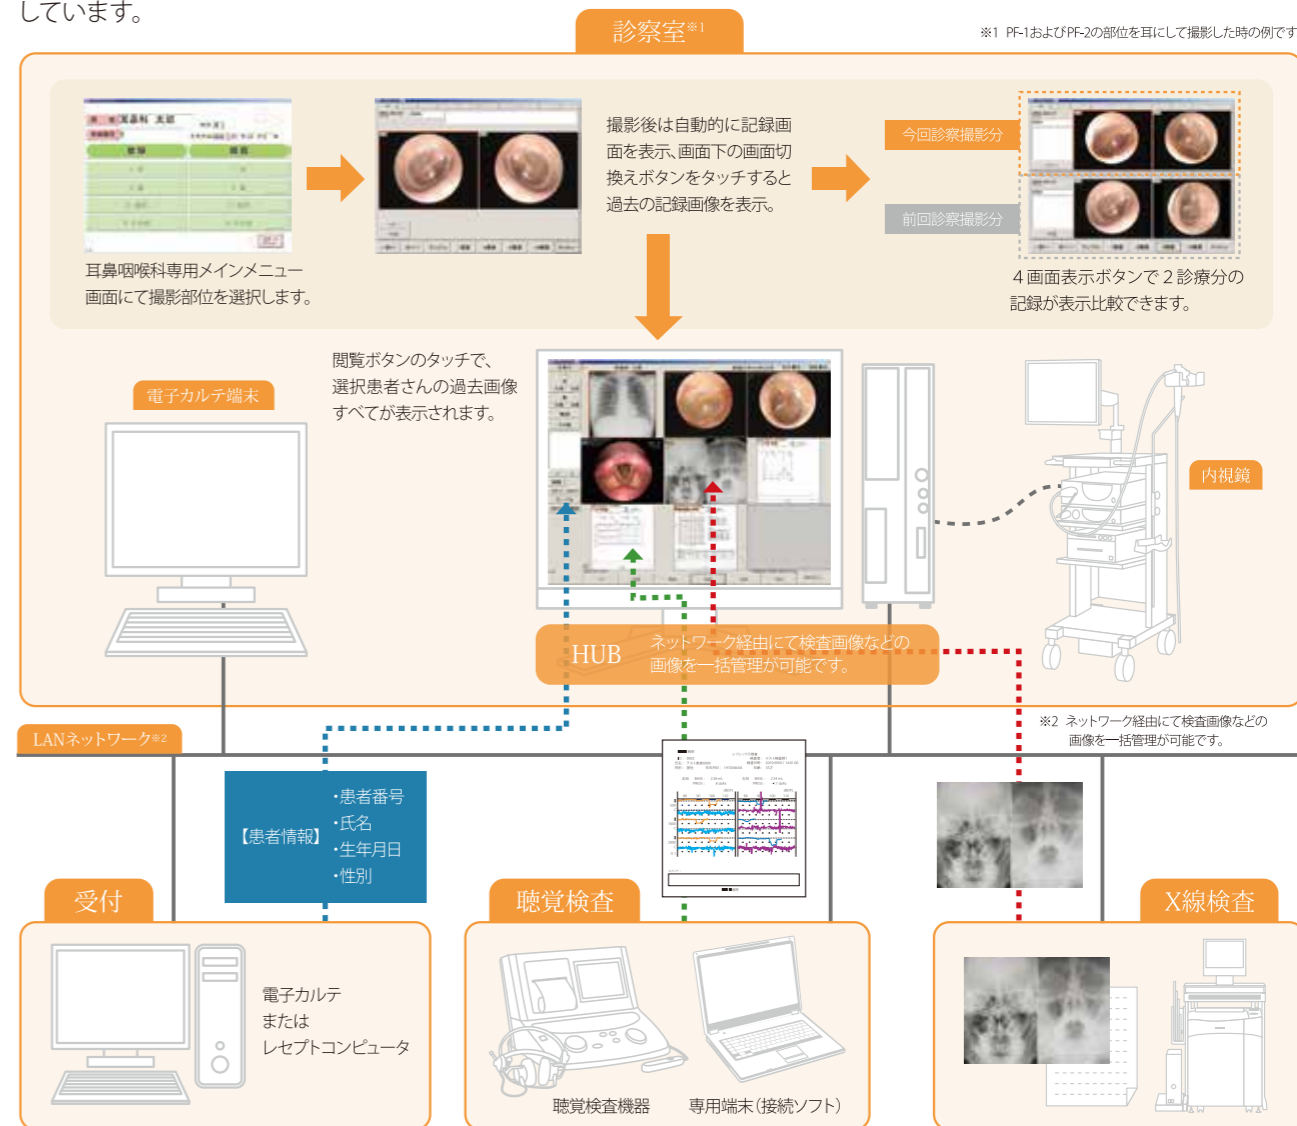 しています。
診察室※1
※1 PF-1およびPF-2の部位を耳にして撮影した時の例です
耳鼻咽喉科専用メインメニュー
画面にて撮影部位を選択します。
撮影後は自動的に記録画
面を表示、画面下の画面切
換えボタンをタッチすると
過去の記録画像を表示。
今回診察撮影分
前回診察撮影分
4画面表示ボタンで2診療分の
記録が表示比較できます。
閲覧ボタンのタッチで、
選択患者さんの過去画像
すべてが表示されます。
電子カルテ端末
内視鏡
HUB
ネットワーク経由にて検査画像などの
画像を一括管理が可能です。
LANネットワーク※2
※2 ネットワーク経由にて検査画像などの
画像を一括管理が可能です。
【患者情報】
・患者番号
・氏名
・生年月日
・性別
受付
電子カルテ
または
レセプトコンピュータ
聴覚検査
聴覚検査機器
専用端末（接続ソフト）
X線検査